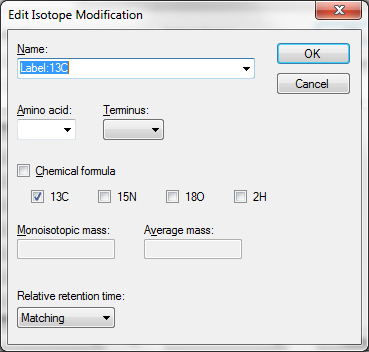 Edit Isotope Modification
Name:
Label:13C
OK
Cancel
Amino acid: Terminus:
Chemical formula
13C 15N 18O 2H
Monoisotopic mass: Average mass:
Relative retention time:
Matching